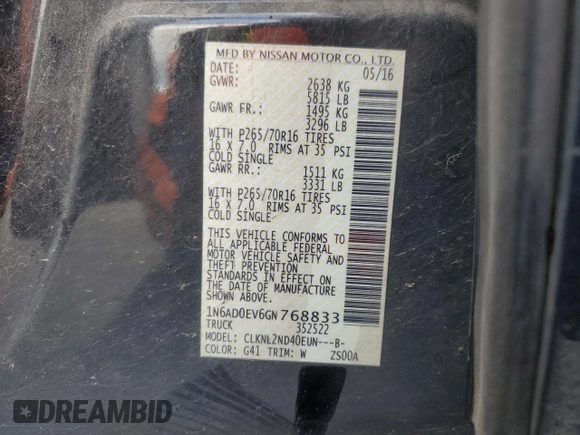 MFD BY NISSAN MOTOR CO., LTD.
DATE: 05/16
GVWR: 2638 KG
5815 LB
GAWR FR.: 1495 KG
3296 LB
WITH P265/70R16 TIRES
16 X 7.0 RIMS AT 35 PSI
COLD SINGLE
GAWR RR.: 1511 KG
3331 LB
WITH P265/70R16 TIRES
16 X 7.0 RIMS AT 35 PSI
COLD SINGLE
THIS VEHICLE CONFORMS TO
ALL APPLICABLE FEDERAL
MOTOR VEHICLE SAFETY AND
THEFT PREVENTION
STANDARDS IN EFFECT ON
THE DATE OF MANUFACTURE
SHOWN ABOVE.
1N6AD0EV6GN768833
TRUCK 352522
MODEL: CLKNL2ND40EUN---B-
COLOR: G41 TRIM: W ZS00A
DREAMBID